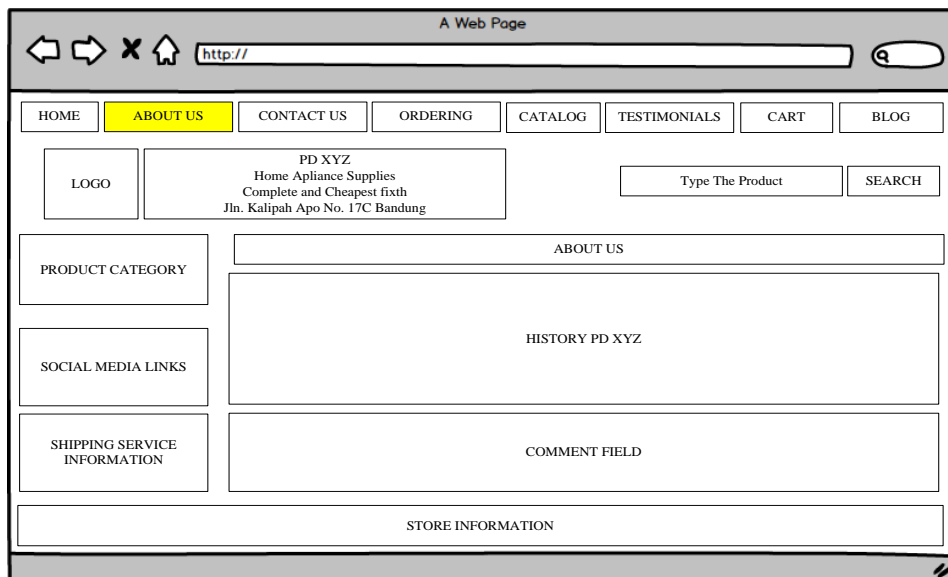 A Web Page
http://
HOME
ABOUT US
CONTACT US
ORDERING
CATALOG
TESTIMONIALS
CART
BLOG
LOGO
PD XYZ
Home Apliance Supplies
Complete and Cheapest fixth
Jln. Kalipah Apo No. 17C Bandung
Type The Product
SEARCH
PRODUCT CATEGORY
SOCIAL MEDIA LINKS
SHIPPING SERVICE
INFORMATION
ABOUT US
HISTORY PD XYZ
COMMENT FIELD
STORE INFORMATION